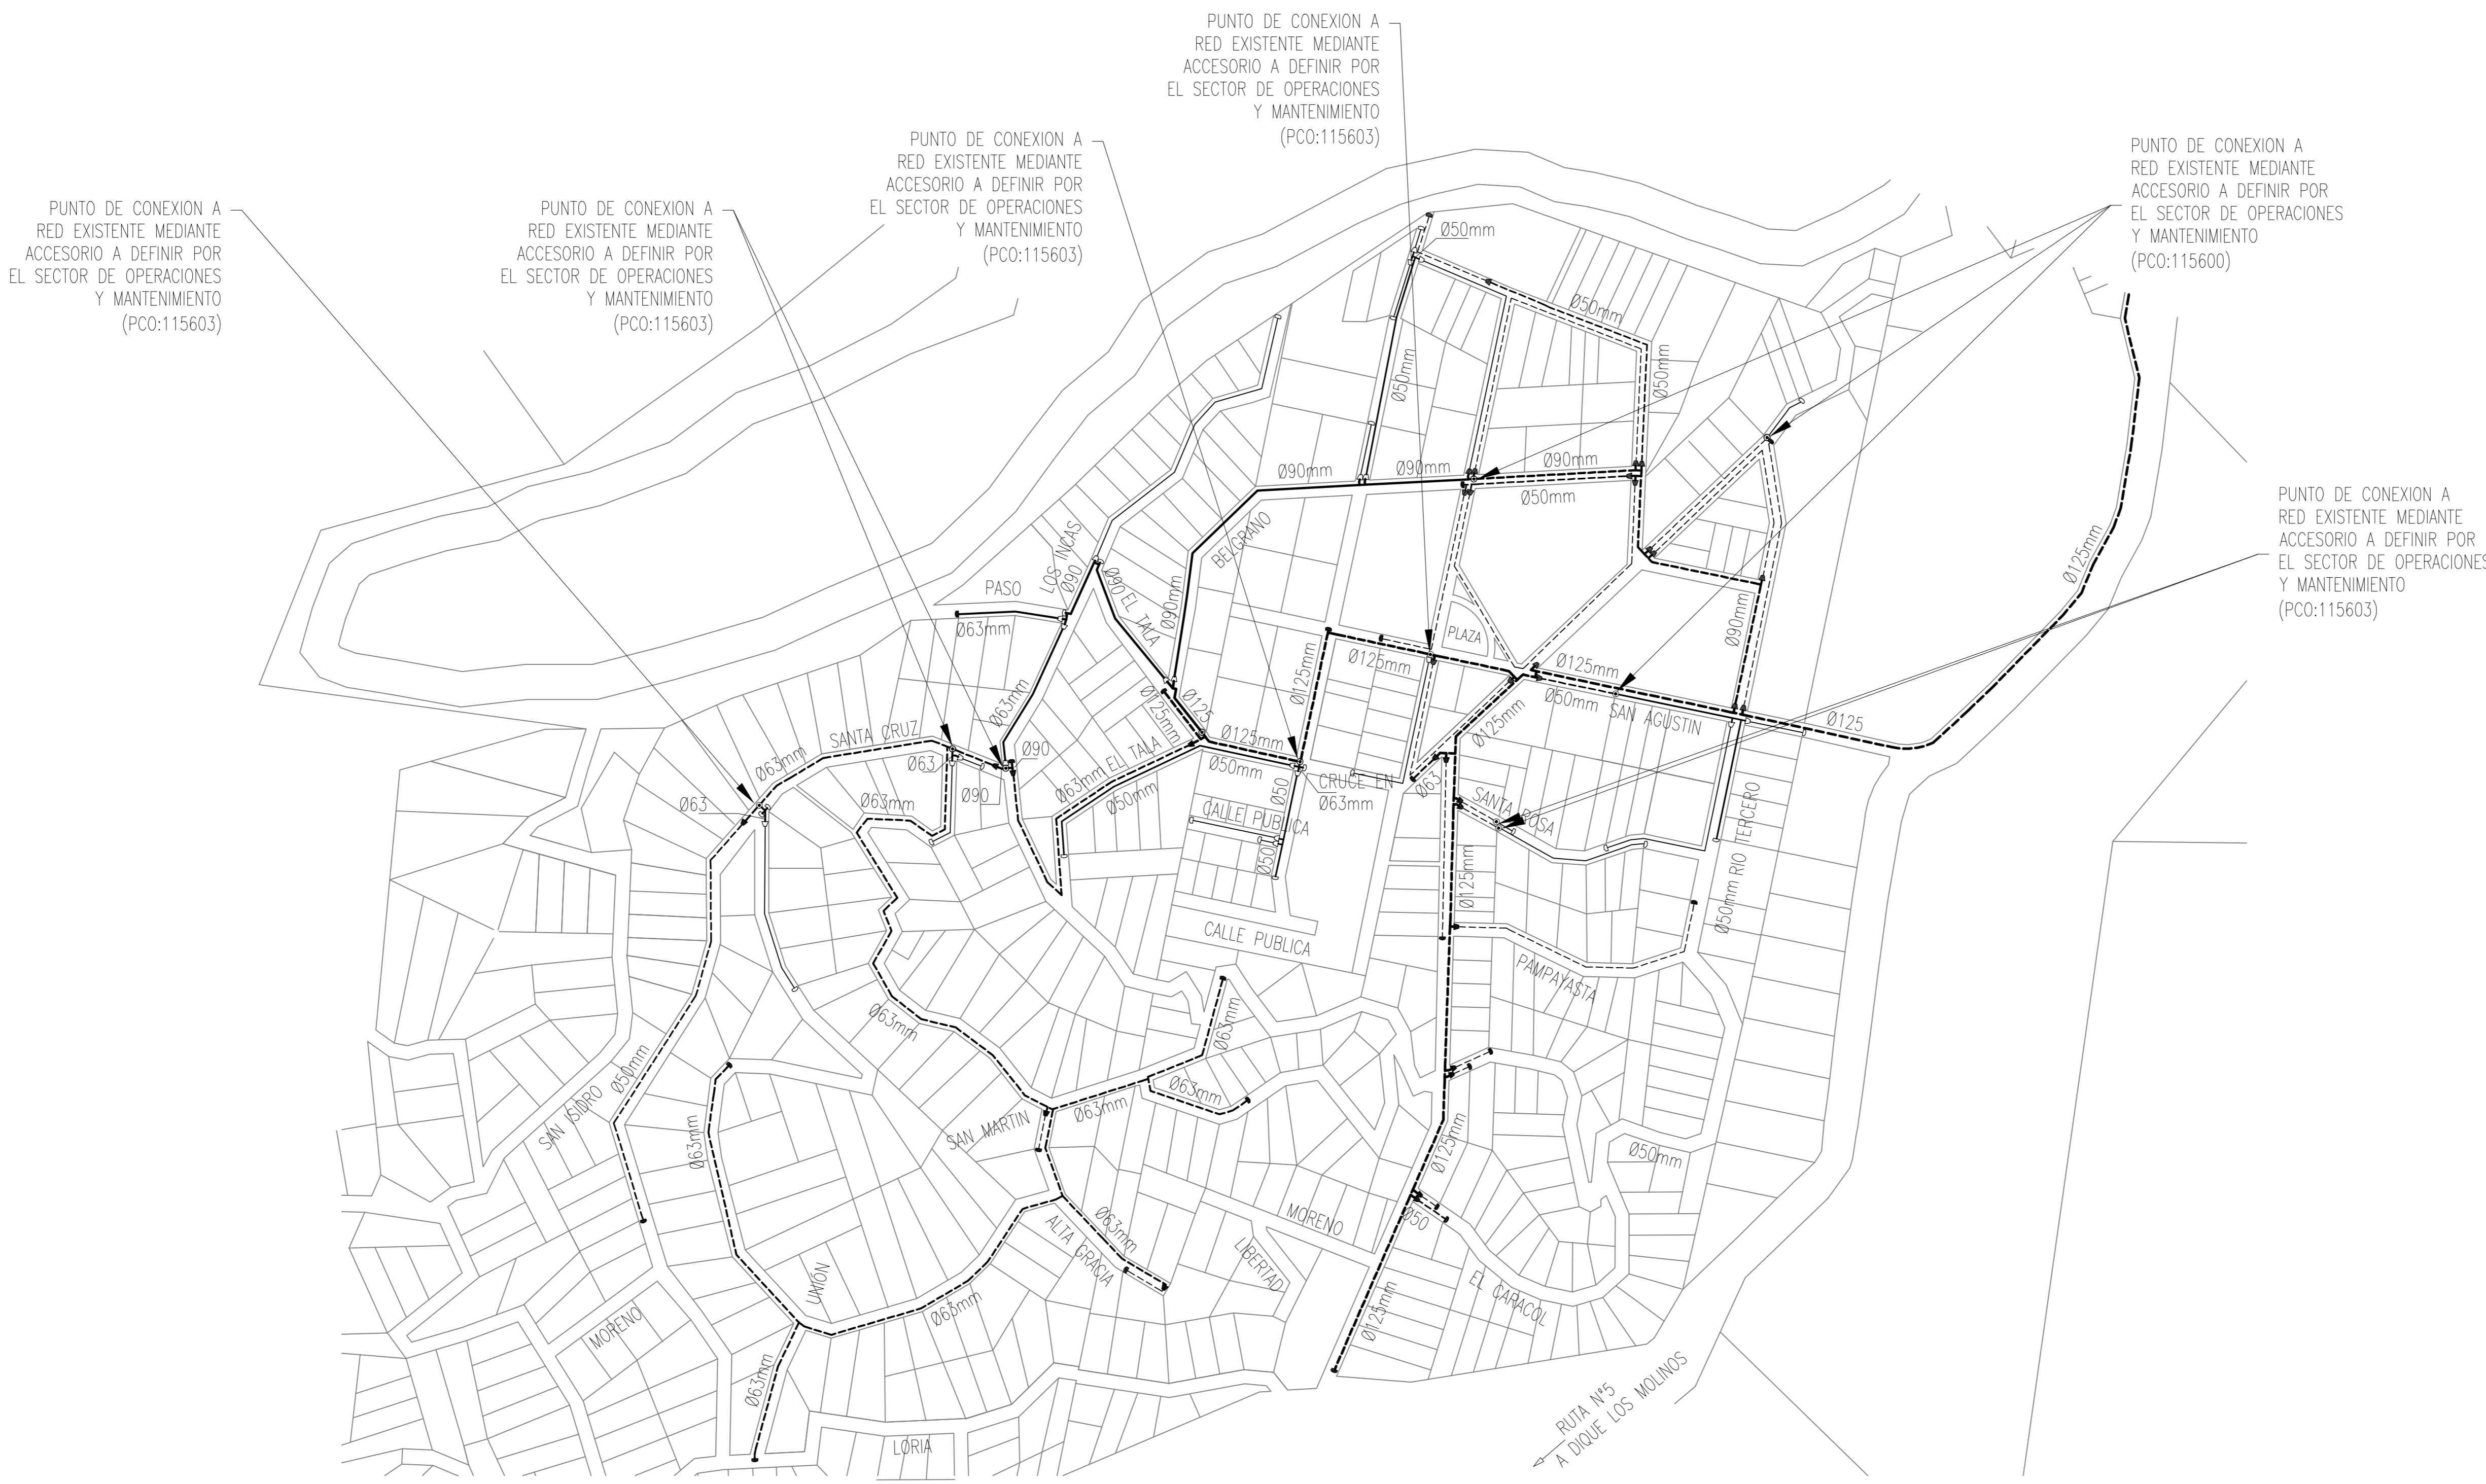 PUNTO DE CONEXION A
RED EXISTENTE MEDIANTE
ACCESORIO A DEFINIR POR
EL SECTOR DE OPERACIONES
Y MANTENIMIENTO
(PCO:115603)
PUNTO DE CONEXION A
RED EXISTENTE MEDIANTE
ACCESORIO A DEFINIR POR
EL SECTOR DE OPERACIONES
Y MANTENIMIENTO
(PCO:115603)
PUNTO DE CONEXION A
RED EXISTENTE MEDIANTE
ACCESORIO A DEFINIR POR
EL SECTOR DE OPERACIONES
Y MANTENIMIENTO
(PCO:115600)
PUNTO DE CONEXION A
RED EXISTENTE MEDIANTE
ACCESORIO A DEFINIR POR
EL SECTOR DE OPERACIONES
Y MANTENIMIENTO
(PCO:115603)
PUNTO DE CONEXION A
RED EXISTENTE MEDIANTE
ACCESORIO A DEFINIR POR
EL SECTOR DE OPERACIONES
Y MANTENIMIENTO
(PCO:115603)
Ø50mm
Ø50mm
Ø50mm
Ø50mm
Ø90mm
Ø90mm
Ø90mm
Ø50mm
PUNTO DE CONEXION A
RED EXISTENTE MEDIANTE
ACCESORIO A DEFINIR POR
EL SECTOR DE OPERACIONES
Y MANTENIMIENTO
(PCO:115603)
BELGRANO
LOS INCAS
Ø90
Ø90
EL TALA
PASO
Ø63mm
Ø90mm
Ø125mm
PLAZA
Ø125mm
Ø125mm
Ø50mm SAN AGUSTIN
Ø90mm
Ø125
Ø125mm
Ø63mm
SANTA CRUZ
Ø63mm
Ø125mm
Ø125
Ø125mm
Ø125mm
Ø90
Ø63
Ø90
Ø63mm EL TALA
Ø50mm
Ø50mm
Ø50
CRUCE EN
Ø63mm
Ø63
Ø63
Ø63mm
CALLE PUBLICA
Ø50
SANTA ROSA
Ø50mm RIO TERCERO
Ø125mm
CALLE PUBLICA
PAMPAYASTA
Ø63mm
Ø63mm
Ø50mm
SAN ISIDRO
Ø63mm
SAN MARTIN
Ø63mm
Ø63mm
Ø125mm
Ø50mm
Ø50
MORENO
LIBERTAD
Ø63mm
ALTA GRACIA
UNIÓN
Ø63mm
EL CARACOL
Ø125mm
MORENO
Ø63mm
LORIA
RUTA Nº5
A DIQUE LOS MOLINOS